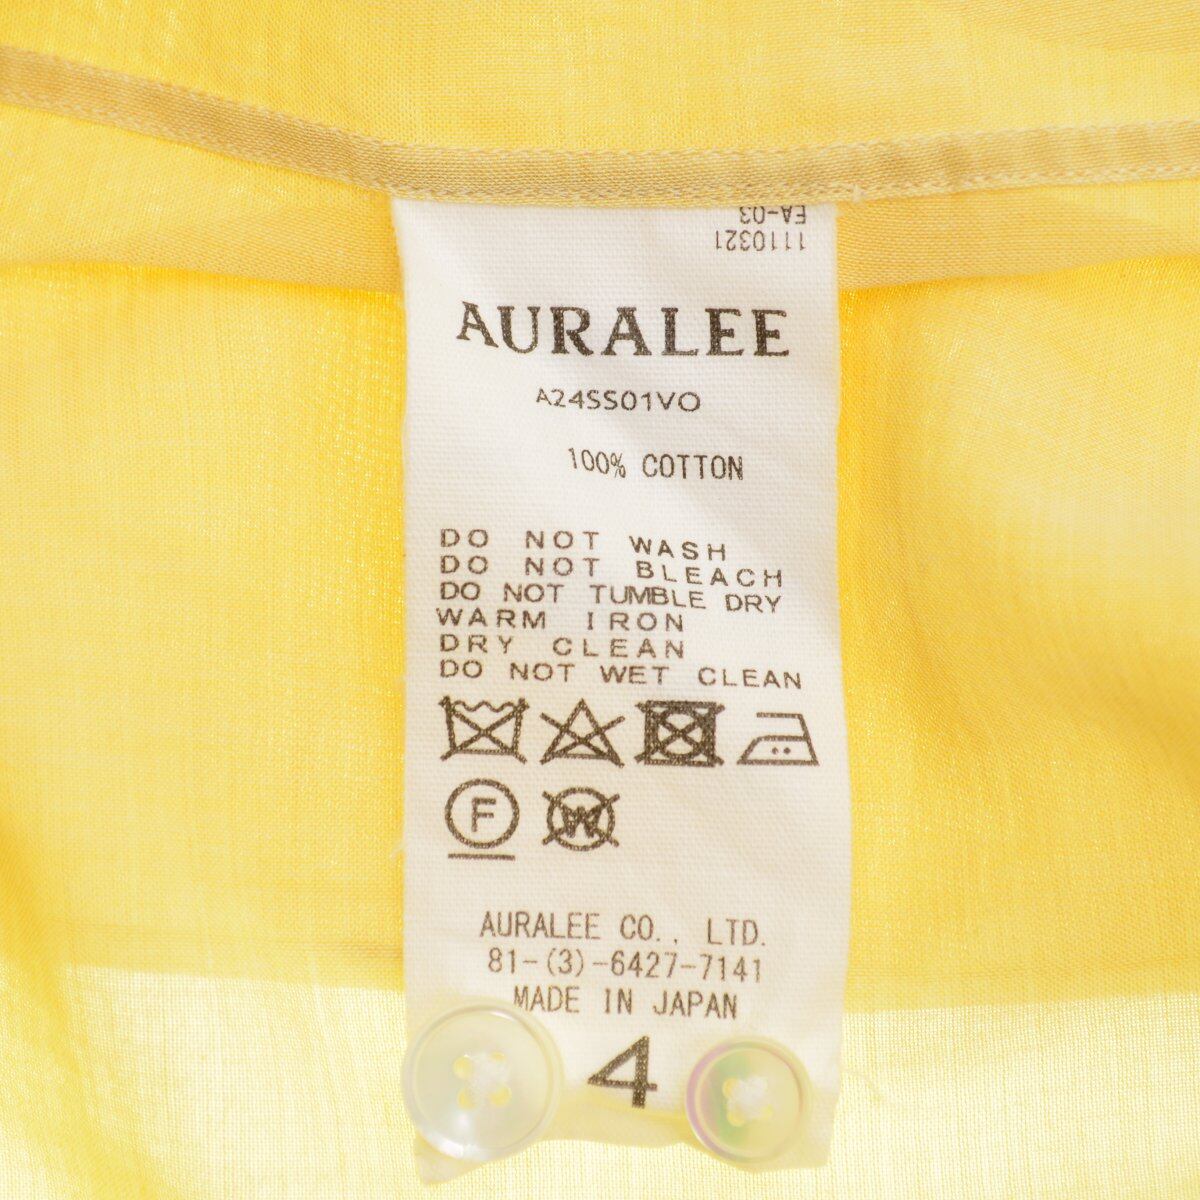 EA-03
1110321
AURALEE
A24SS01VO
100% COTTON
DO NOT WASH
DO NOT BLEACH
DO NOT TUMBLE DRY
WARM IRON
DRY CLEAN
DO NOT WET CLEAN
F W
AURALEE CO., LTD.
81-(3)-6427-7141
MADE IN JAPAN
4